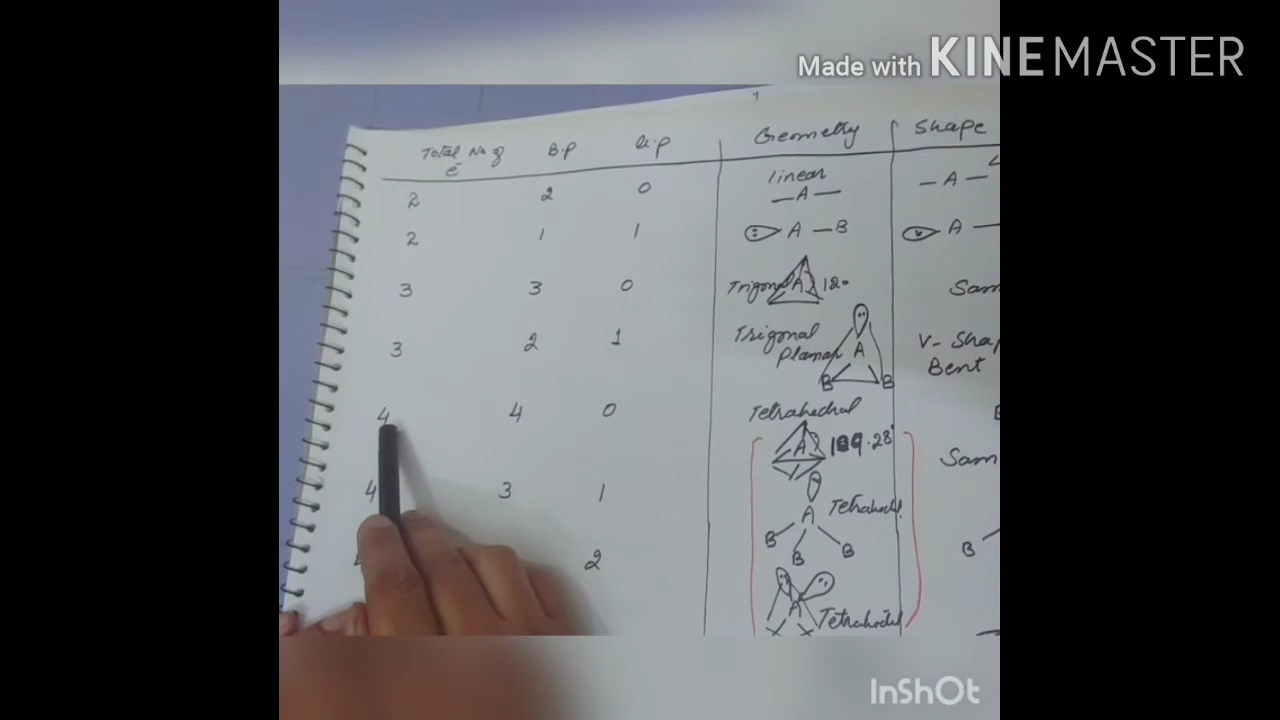 Made with KINEMASTER
Total No of e- B.p U.p Geometry Shape
2 2 0 linear
-A- -A-
2 1 1 A-B A-
3 3 0 Trigonal A 120 Sam
3 2 1 Trigonal Planar A B B V-Shap Bent
4 4 0 Tetrahedral
A 109.28' Sam
4 3 1 A Tetrahedl.
B B B B
2 A Tetrahedal
InShOt